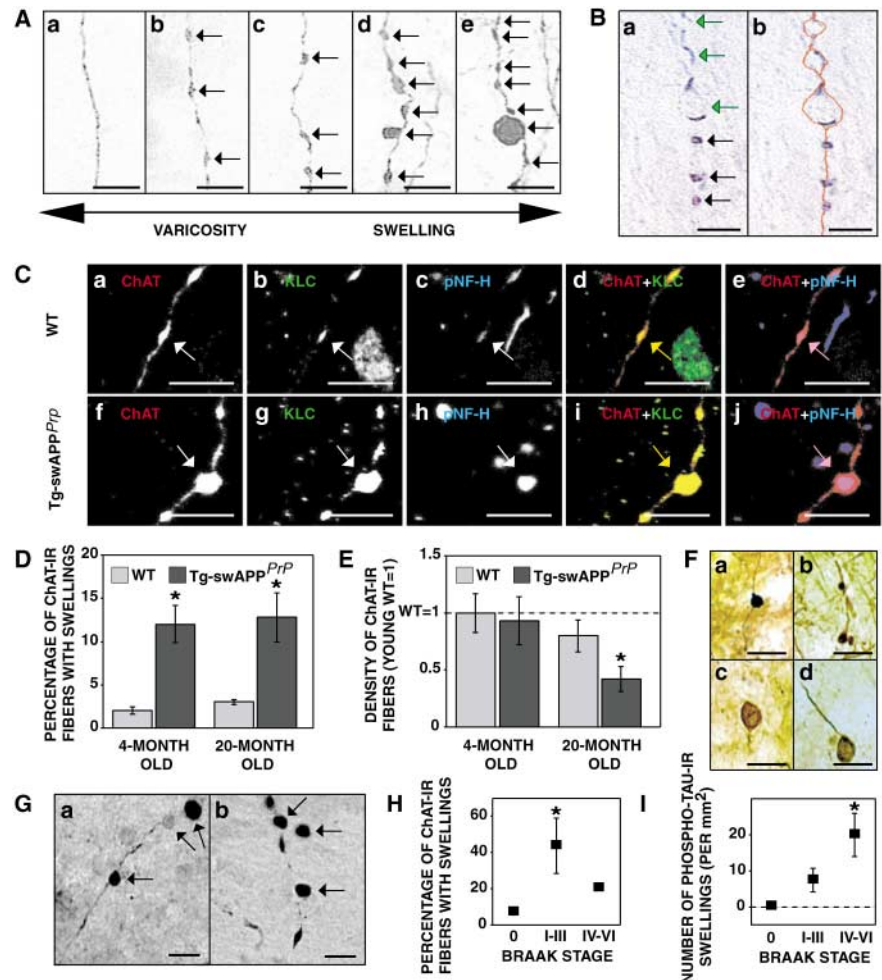 A
a
b
c
d
e
VARICOSITY
SWELLING
B
a
b
C
WT
a
ChAT
b
KLC
c
pNF-H
d
ChAT+KLC
e
ChAT+pNF-H
Tg-swAPPPrp
f
ChAT
g
KLC
h
pNF-H
i
ChAT+KLC
j
ChAT+pNF-H
D
PERCENTAGE OF ChAT-IR
FIBERS WITH SWELLINGS
20
15
10
5
0
WT
Tg-swAPPPrP
*
*
4-MONTH
OLD
20-MONTH
OLD
E
DENSITY OF ChAT-IR
FIBERS (YOUNG WT=1)
1.5
1
0.5
0
WT
Tg-swAPPPrP
WT=1
*
4-MONTH
OLD
20-MONTH
OLD
F
a
b
c
d
G
a
b
H
PERCENTAGE OF ChAT-IR
FIBERS WITH SWELLINGS
60
40
20
0
*
0
I-III
IV-VI
BRAAK STAGE
I
NUMBER OF PHOSPHO-TAU-IR
SWELLINGS (PER mm2)
20
10
0
*
0
I-III
IV-VI
BRAAK STAGE